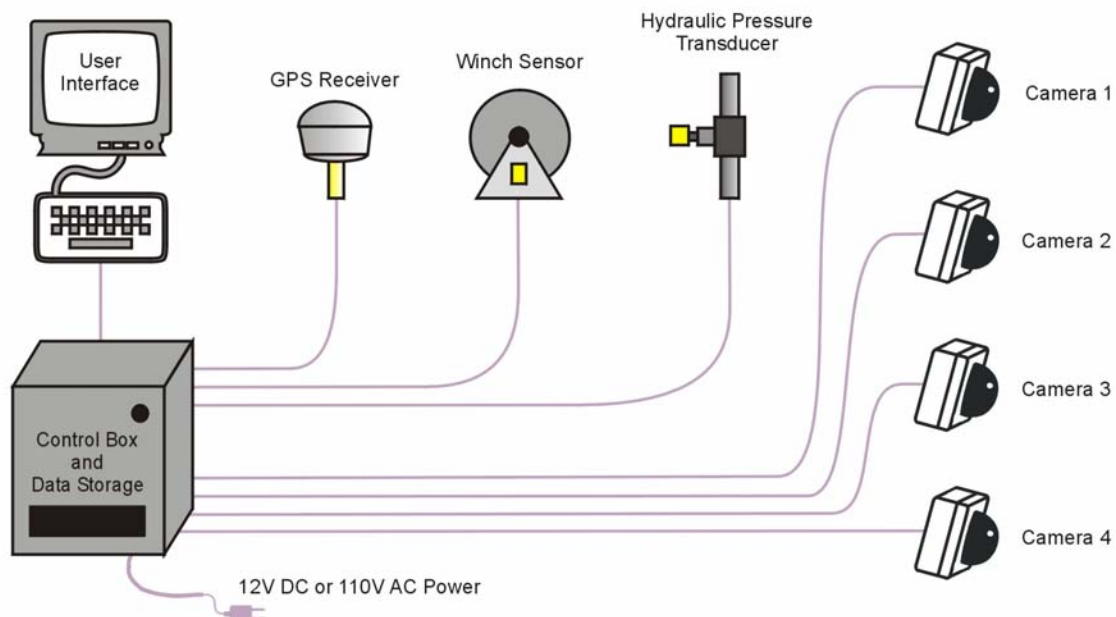 User
Interface
GPS Receiver
Winch Sensor
Hydraulic Pressure
Transducer
Camera 1
Camera 2
Camera 3
Camera 4
Control Box
and
Data Storage
12V DC or 110V AC Power